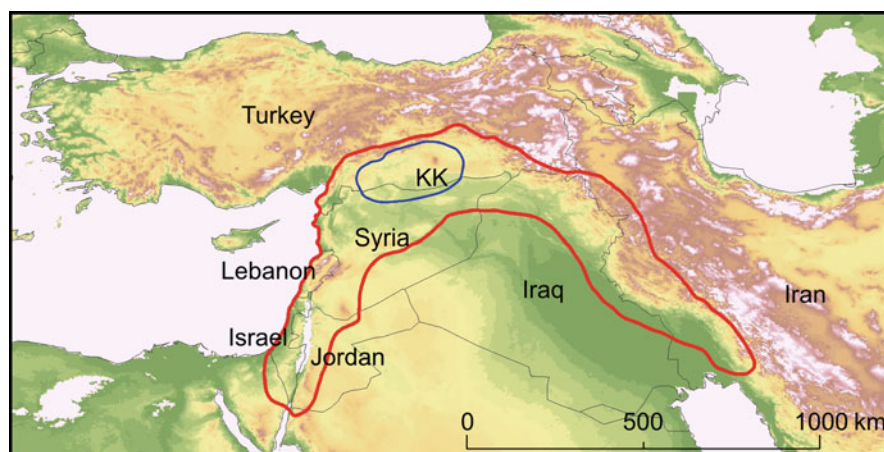 Turkey
KK
Syria
Lebanon
Iraq
Iran
Israel
Jordan
0 500 1000 km